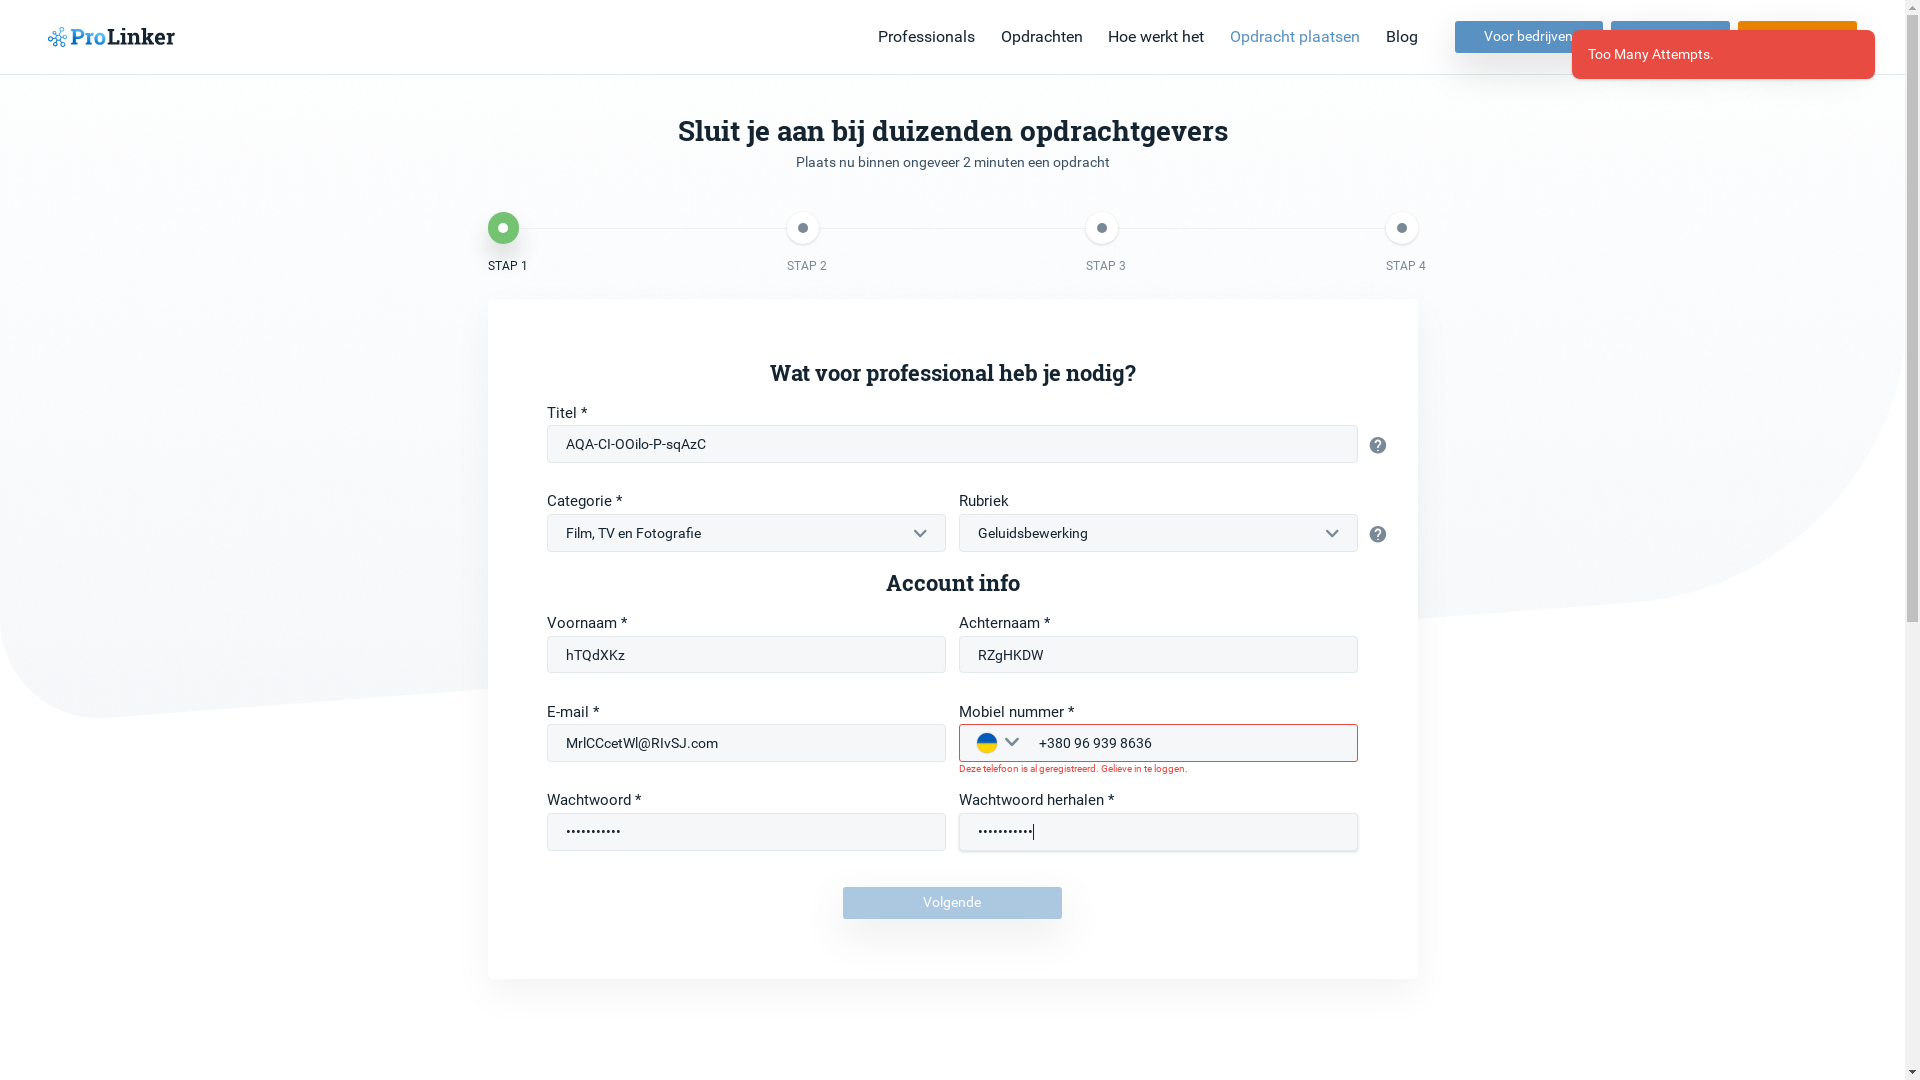 ProLinker
Professionals
Opdrachten
Hoe werkt het
Opdracht plaatsen
Blog
Voor bedrijven
Too Many Attempts.
Sluit je aan bij duizenden opdrachtgevers
Plaats nu binnen ongeveer 2 minuten een opdracht
STAP 1
STAP 2
STAP 3
STAP 4
Wat voor professional heb je nodig?
Titel *
AQA-CI-OOilo-P-sqAzC
Categorie *
Rubriek
Film, TV en Fotografie
Geluidsbewerking
Account info
Voornaam *
Achternaam *
hTQdXKz
RZgHKDW
E-mail *
Mobiel nummer *
MrlCCcetWl@RIvSJ.com
+380 96 939 8636
Deze telefoon is al geregistreerd. Gelieve in te loggen.
Wachtwoord *
Wachtwoord herhalen *
•••••••••••
•••••••••••
Volgende